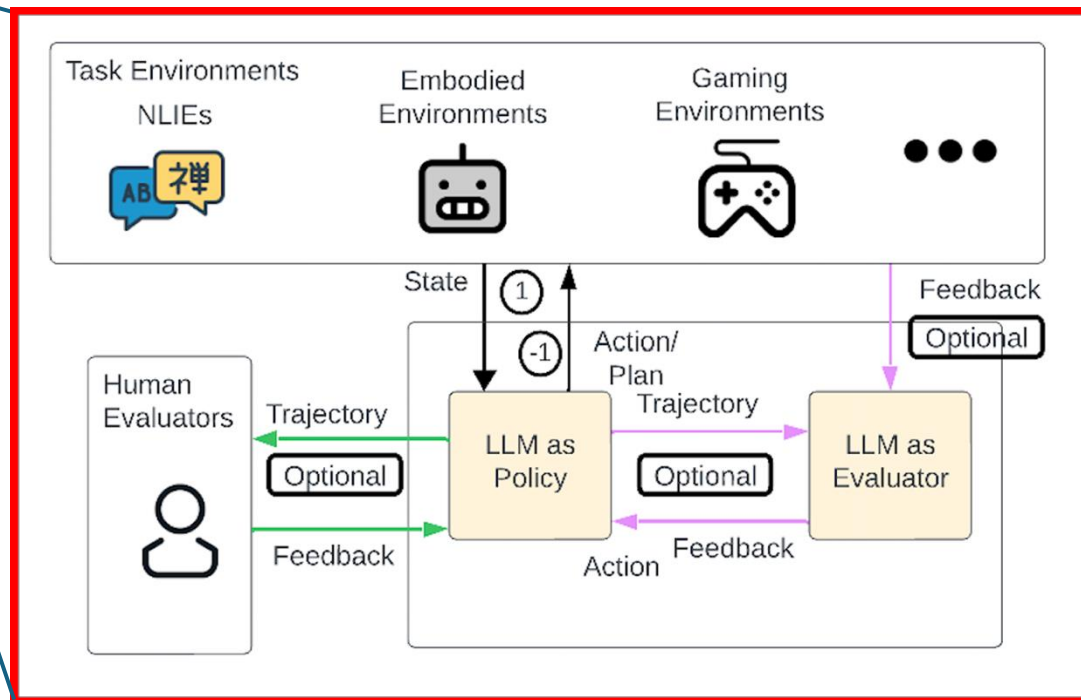 Task Environments
NLIEs
AB 禅
Embodied
Environments
Gaming
Environments
State
1
-1
Action/
Plan
Feedback
Optional
Human
Evaluators
Trajectory
Optional
Feedback
LLM as
Policy
Trajectory
Optional
Feedback
Action
LLM as
Evaluator